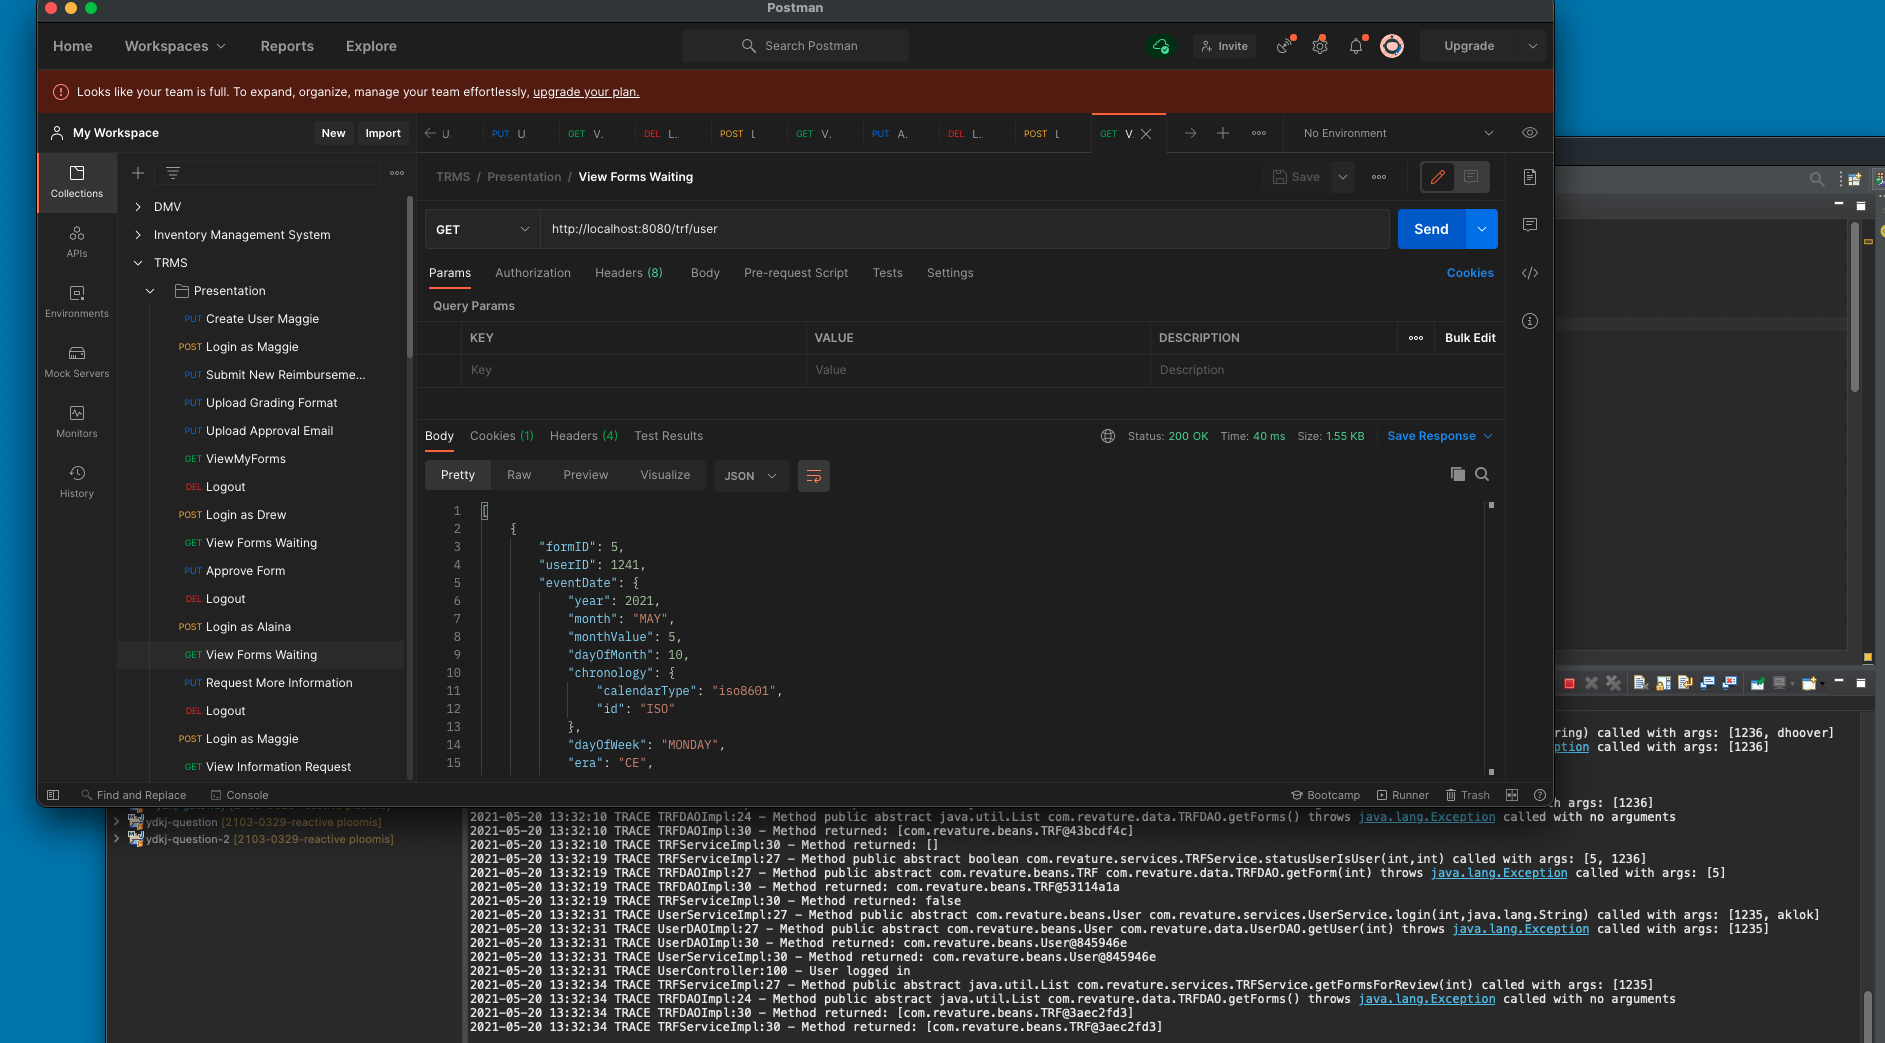 Postman
Home Workspaces Reports Explore Search Postman Invite Upgrade
Looks like your team is full. To expand, organize, manage your team effortlessly, upgrade your plan.
My Workspace New Import U PUT U. GET V. DEL L.. POST GET V. PUT A. DEL L.. POST GET V No Environment
TRMS / Presentation / View Forms Waiting Save
Collections
APIs
Environments
Mock Servers
Monitors
History
DMV
Inventory Management System
TRMS
Presentation
PUT Create User Maggie
POST Login as Maggie
PUT Submit New Reimburseme...
PUT Upload Grading Format
PUT Upload Approval Email
GET ViewMyForms
DEL Logout
POST Login as Drew
GET View Forms Waiting
PUT Approve Form
DEL Logout
POST Login as Alaina
GET View Forms Waiting
PUT Request More Information
DEL Logout
POST Login as Maggie
GET View Information Request
GET http://localhost:8080/trf/user Send
Params Authorization Headers (8) Body Pre-request Script Tests Settings Cookies
Query Params
KEY VALUE DESCRIPTION Bulk Edit
Key Value Description
Body Cookies (1) Headers (4) Test Results Status: 200 OK Time: 40 ms Size: 1.55 KB Save Response
Pretty Raw Preview Visualize JSON
1 [
2 {
3 "formID": 5,
4 "userID": 1241,
5 "eventDate": {
6 "year": 2021,
7 "month": "MAY",
8 "monthValue": 5,
9 "dayOfMonth": 10,
10 "chronology": {
11 "calendarType": "iso8601",
12 "id": "ISO"
13 },
14 "dayOfWeek": "MONDAY",
15 "era": "CE",
Find and Replace Console Bootcamp Runner Trash
ring) called with args: [1236, dhoover]
ption called with args: [1236]
h args: [1236]
ydkj-question [2103-0329-reactive ploomis]
ydkj-question-2 [2103-0329-reactive ploomis]
2021-05-20 13:32:10 TRACE TRFDAOImpl:24 - Method public abstract java.util.List com.revature.data.TRFDAO.getForms() throws java.lang.Exception called with no arguments
2021-05-20 13:32:10 TRACE TRFDAOImpl:30 - Method returned: [com.revature.beans.TRF@43bcdf4c]
2021-05-20 13:32:10 TRACE TRFServiceImpl:30 - Method returned: []
2021-05-20 13:32:19 TRACE TRFServiceImpl:27 - Method public abstract boolean com.revature.services.TRFService.statusUserIsUser(int,int) called with args: [5, 1236]
2021-05-20 13:32:19 TRACE TRFDAOImpl:27 - Method public abstract com.revature.beans.TRF com.revature.data.TRFDAO.getForm(int) throws java.lang.Exception called with args: [5]
2021-05-20 13:32:19 TRACE TRFDAOImpl:30 - Method returned: com.revature.beans.TRF@53114a1a
2021-05-20 13:32:19 TRACE TRFServiceImpl:30 - Method returned: false
2021-05-20 13:32:31 TRACE UserServiceImpl:27 - Method public abstract com.revature.beans.User com.revature.services.UserService.login(int,java.lang.String) called with args: [1235, aklok]
2021-05-20 13:32:31 TRACE UserDAOImpl:27 - Method public abstract com.revature.beans.User com.revature.data.UserDAO.getUser(int) throws java.lang.Exception called with args: [1235]
2021-05-20 13:32:31 TRACE UserDAOImpl:30 - Method returned: com.revature.beans.User@845946e
2021-05-20 13:32:31 TRACE UserServiceImpl:30 - Method returned: com.revature.beans.User@845946e
2021-05-20 13:32:31 TRACE UserController:100 - User logged in
2021-05-20 13:32:34 TRACE TRFServiceImpl:27 - Method public abstract java.util.List com.revature.services.TRFService.getFormsForReview(int) called with args: [1235]
2021-05-20 13:32:34 TRACE TRFDAOImpl:24 - Method public abstract java.util.List com.revature.data.TRFDAO.getForms() throws java.lang.Exception called with no arguments
2021-05-20 13:32:34 TRACE TRFDAOImpl:30 - Method returned: [com.revature.beans.TRF@3aec2fd3]
2021-05-20 13:32:34 TRACE TRFServiceImpl:30 - Method returned: [com.revature.beans.TRF@3aec2fd3]